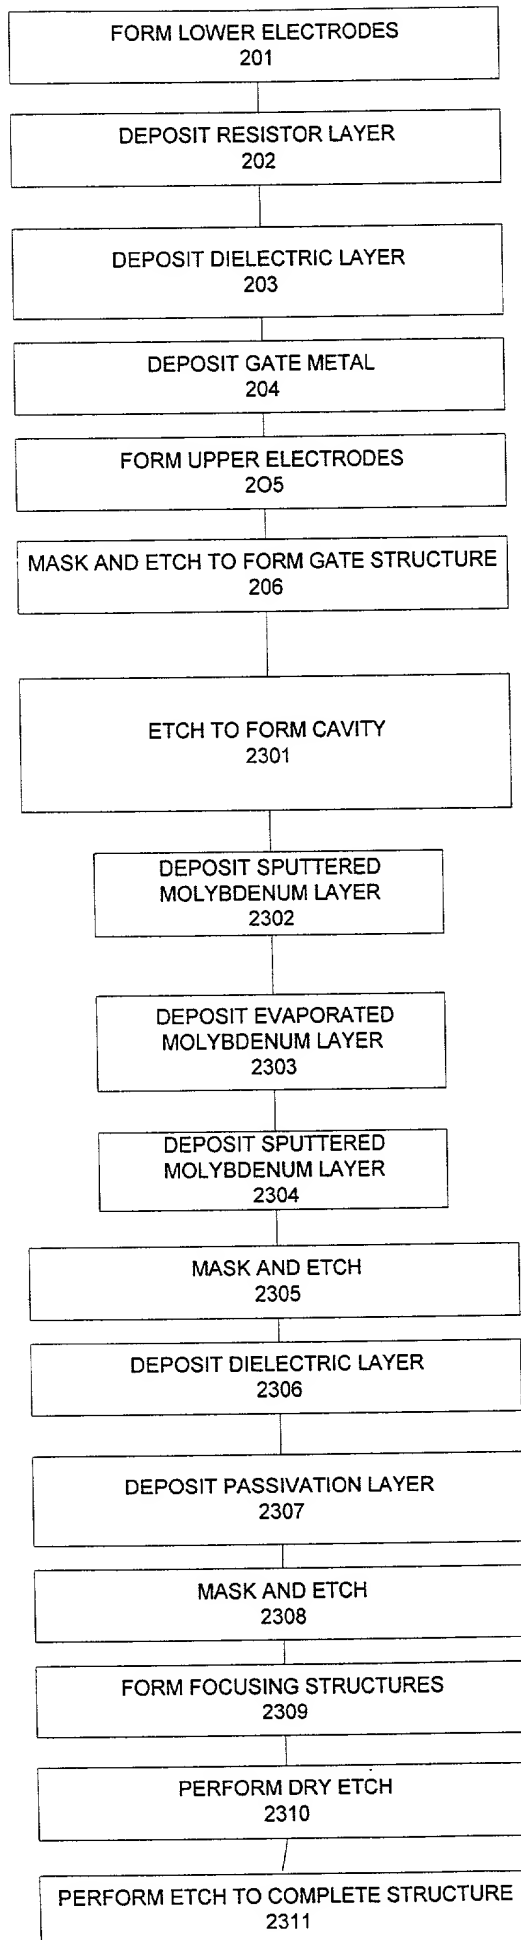 FORM LOWER ELECTRODES
201
DEPOSIT RESISTOR LAYER
202
DEPOSIT DIELECTRIC LAYER
203
DEPOSIT GATE METAL
204
FORM UPPER ELECTRODES
2O5
MASK AND ETCH TO FORM GATE STRUCTURE
206
ETCH TO FORM CAVITY
2301
DEPOSIT SPUTTERED
MOLYBDENUM LAYER
2302
DEPOSIT EVAPORATED
MOLYBDENUM LAYER
2303
DEPOSIT SPUTTERED
MOLYBDENUM LAYER
2304
MASK AND ETCH
2305
DEPOSIT DIELECTRIC LAYER
2306
DEPOSIT PASSIVATION LAYER
2307
MASK AND ETCH
2308
FORM FOCUSING STRUCTURES
2309
PERFORM DRY ETCH
2310
PERFORM ETCH TO COMPLETE STRUCTURE
2311